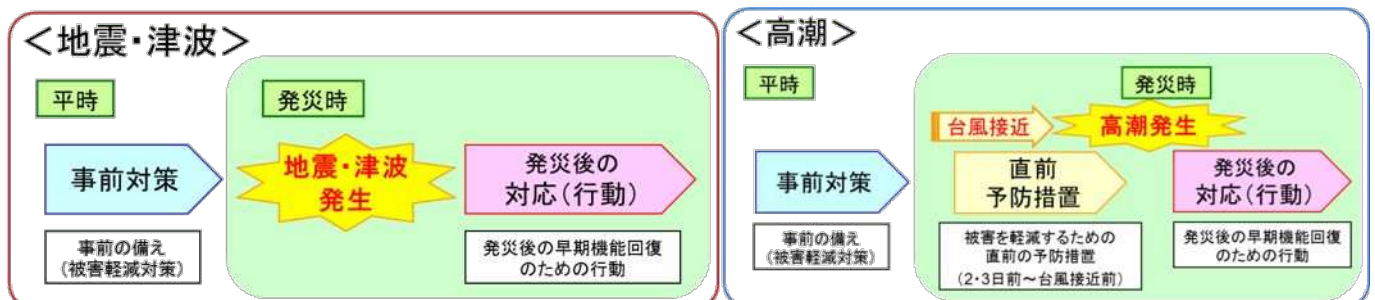 ＜地震・津波＞
平時
発災時
事前対策
地震・津波
発生
発災後の
対応(行動)
事前の備え
(被害軽減対策)
発災後の早期機能回復
のための行動
＜高潮＞
平時
発災時
台風接近
高潮発生
事前対策
直前
予防措置
発災後の
対応(行動)
事前の備え
(被害軽減対策)
被害を軽減するための
直前の予防措置
(2・3日前～台風接近前)
発災後の早期機能回復
のための行動